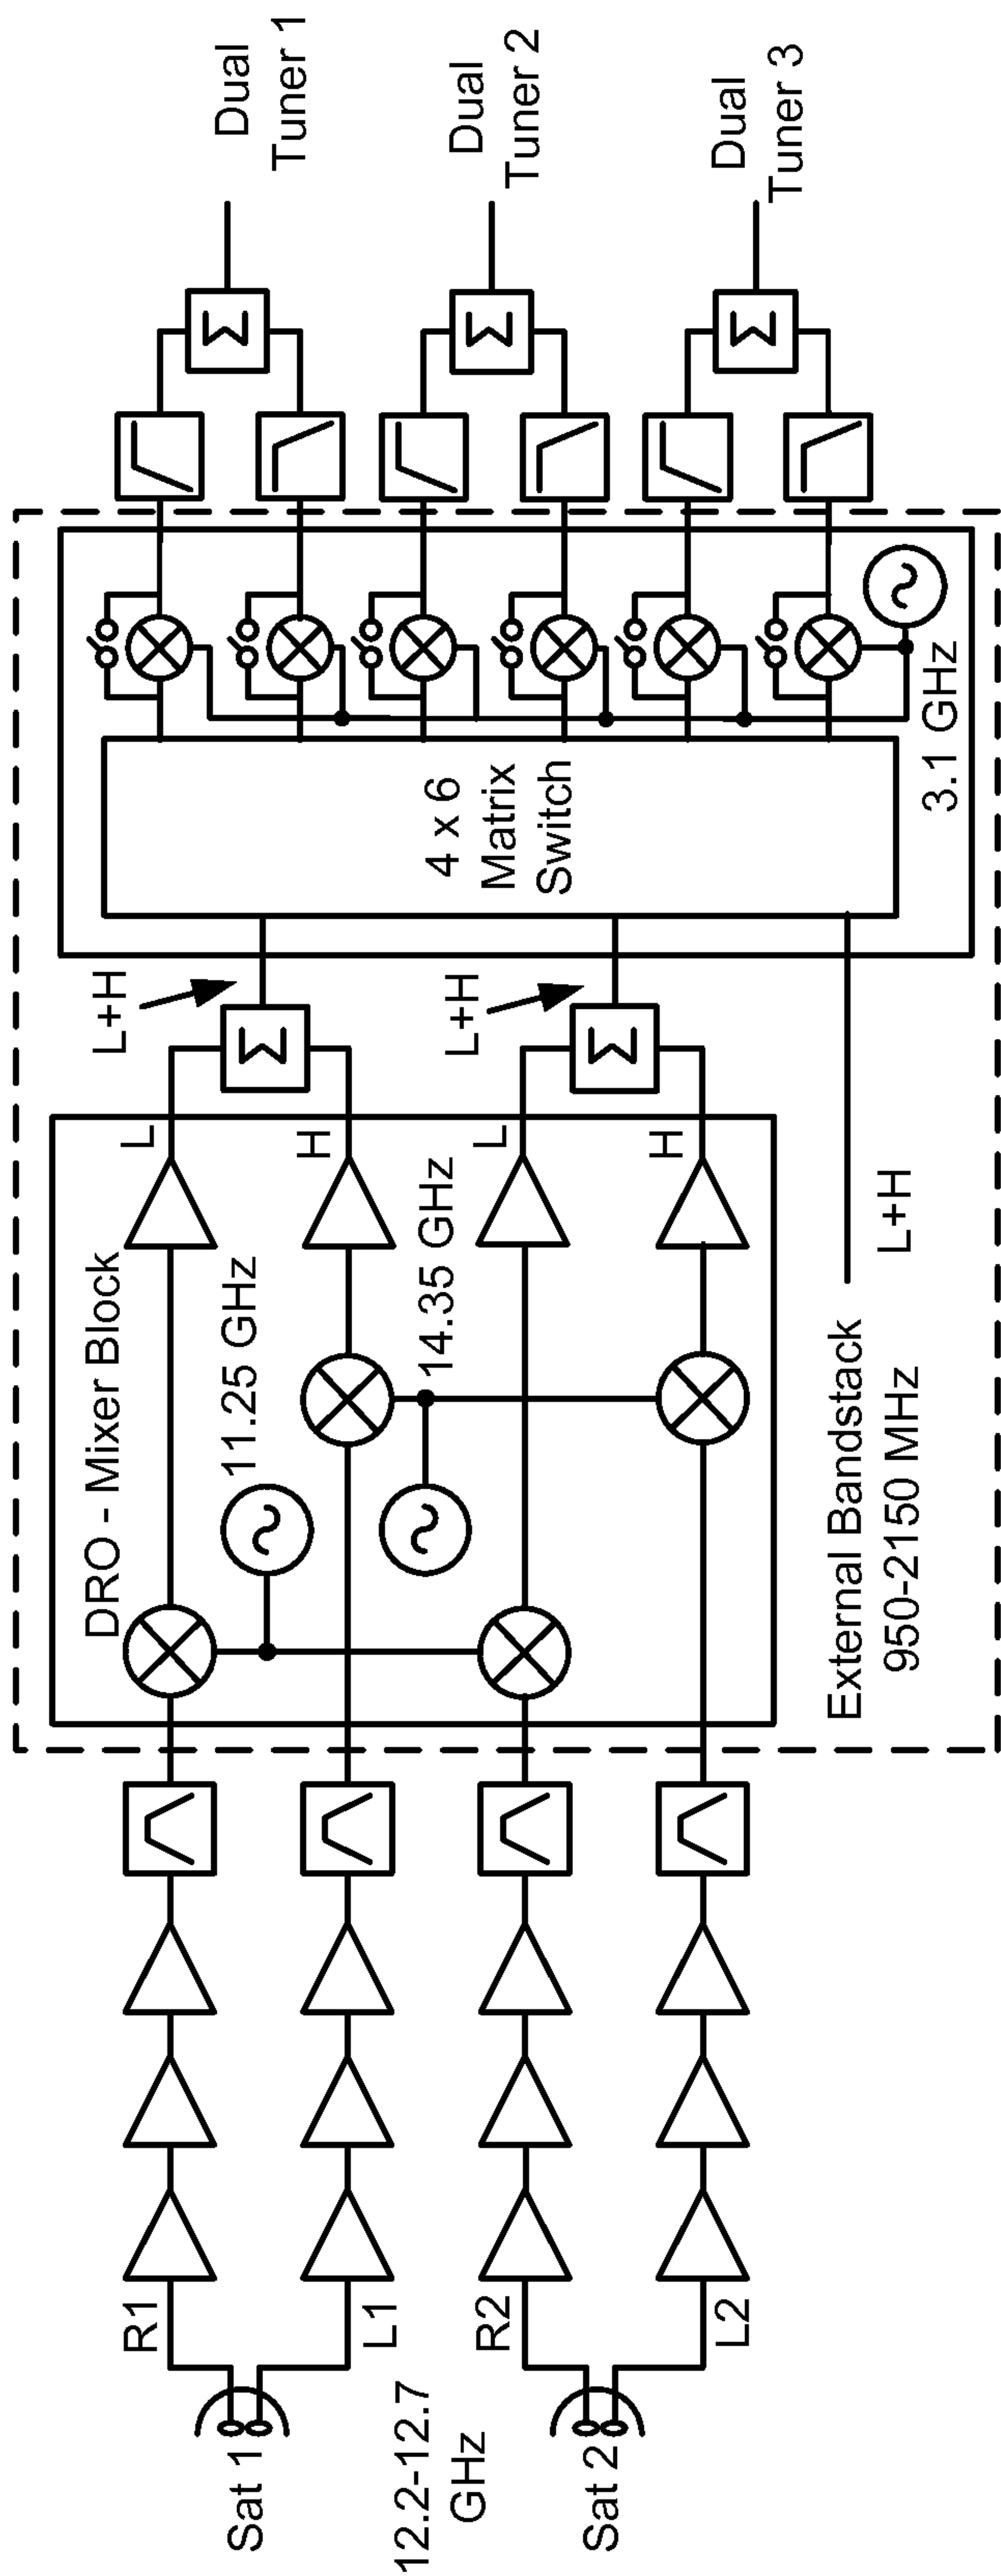 Sat 1
R1
L1
12.2-12.7
GHz
Sat 2
R2
L2
DRO - Mixer Block
11.25 GHz
14.35 GHz
L
H
L
H
L+H
L+H
External Bandstack
950-2150 MHz
L+H
4 x 6
Matrix
Switch
3.1 GHz
Σ
Σ
Σ
Σ
Σ
Dual
Tuner 1
Dual
Tuner 2
Dual
Tuner 3